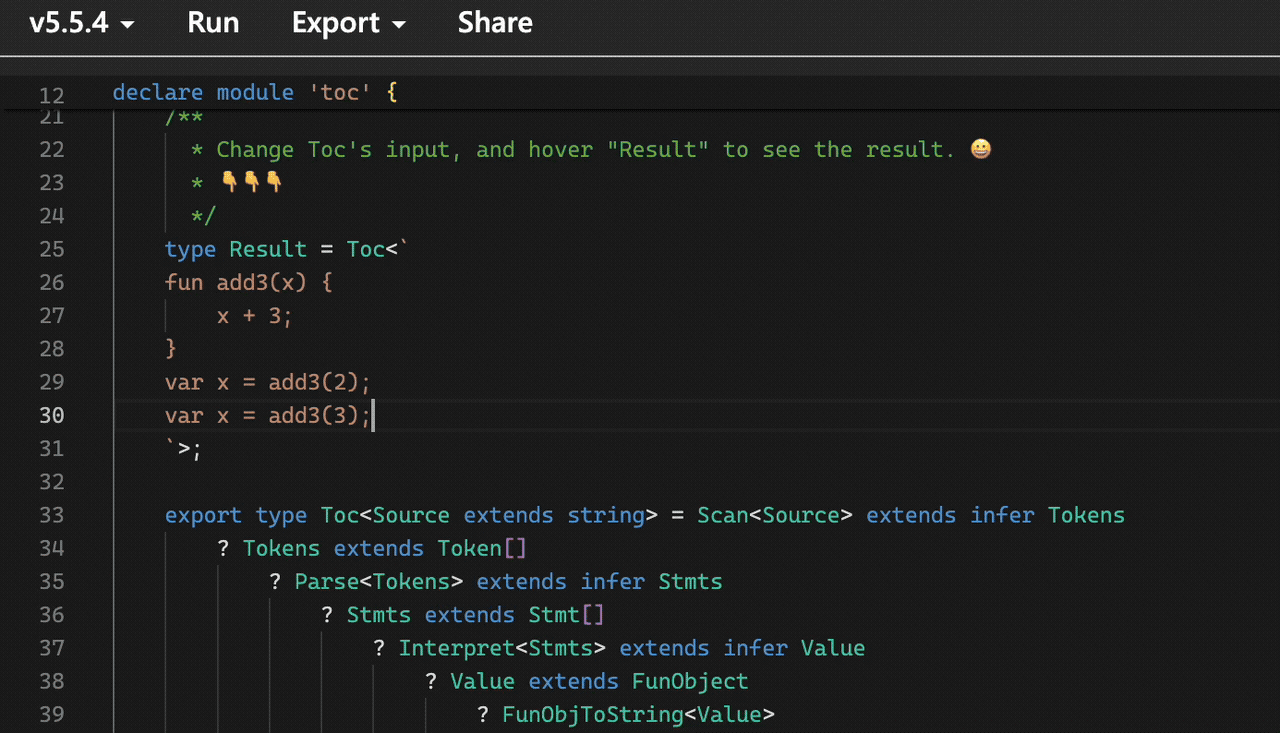 v5.5.4 Run Export Share
12 declare module 'toc' {
21 /**
22 * Change Toc's input, and hover "Result" to see the result. 😀
23 * 👇👇👇
24 */
25 type Result = Toc<`
26 fun add3(x) {
27 x + 3;
28 }
29 var x = add3(2);
30 var x = add3(3);
31 `>;
32
33 export type Toc<Source extends string> = Scan<Source> extends infer Tokens
34 ? Tokens extends Token[]
35 ? Parse<Tokens> extends infer Stmts
36 ? Stmts extends Stmt[]
37 ? Interpret<Stmts> extends infer Value
38 ? Value extends FunObject
39 ? FunObjToString<Value>